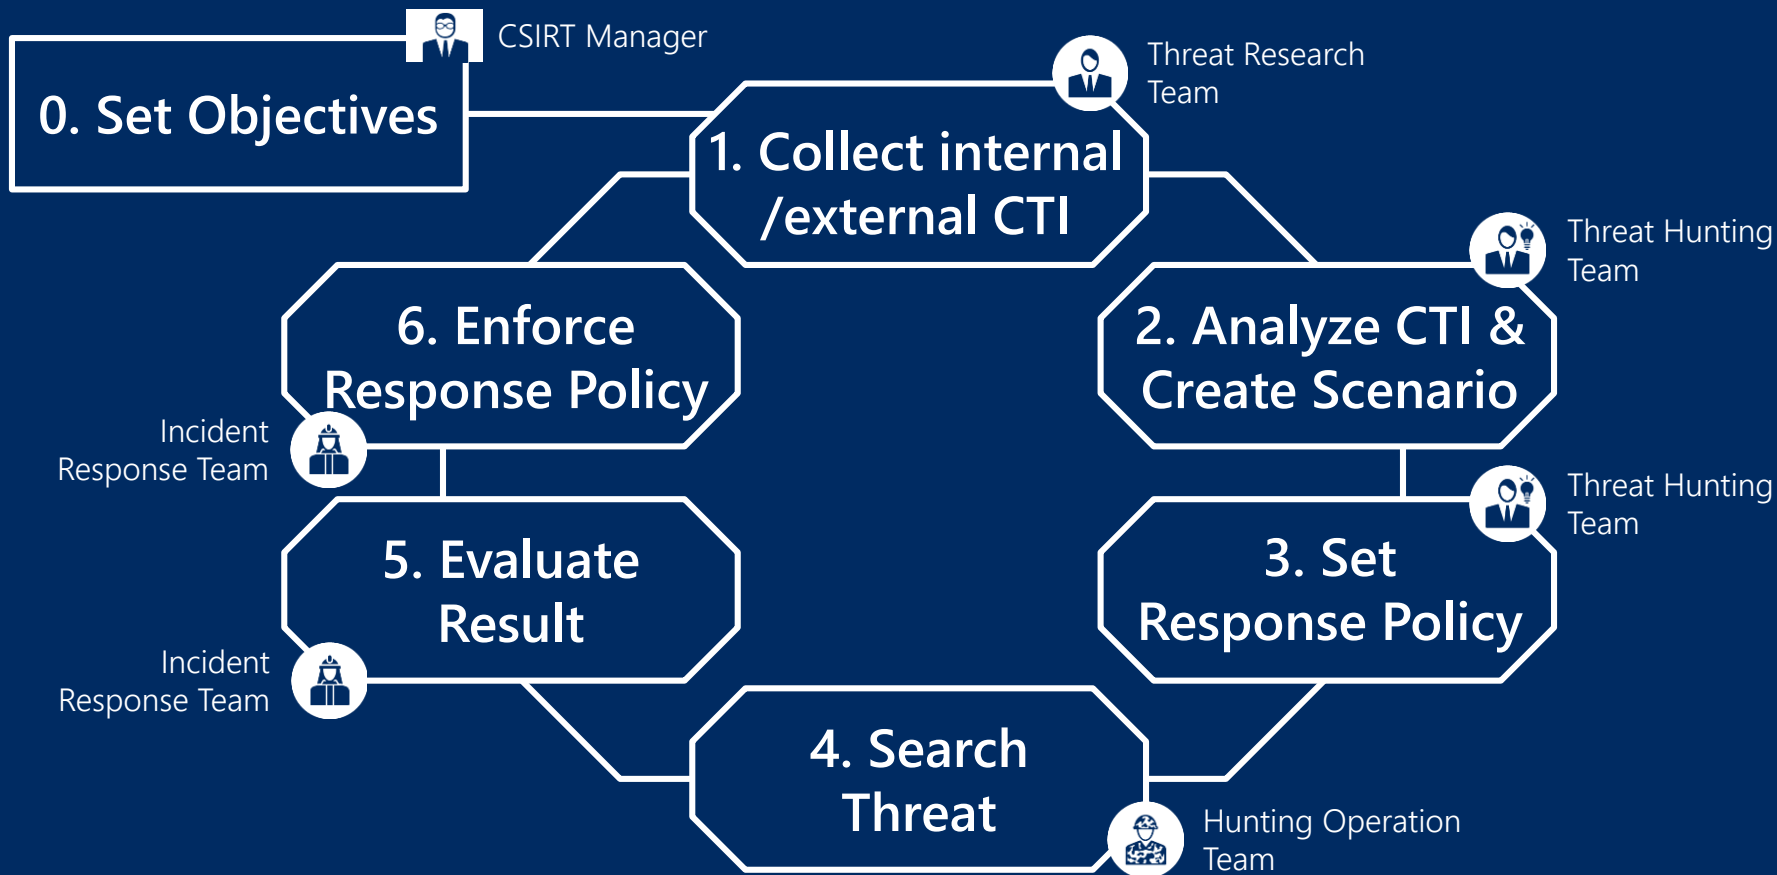 CSIRT Manager
0. Set Objectives
Threat Research
Team
1. Collect internal
/external CTI
Threat Hunting
Team
2. Analyze CTI &
Create Scenario
Threat Hunting
Team
3. Set
Response Policy
4. Search
Threat
Hunting Operation
Team
5. Evaluate
Result
Incident
Response Team
6. Enforce
Response Policy
Incident
Response Team